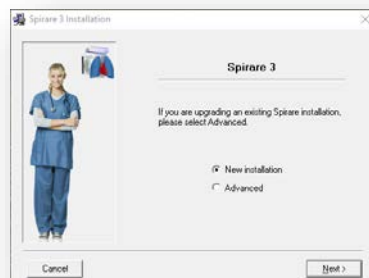 Spirare 3 Installation
Spirare 3
If you are upgrading an existing Spirare installation,
please select Advanced.
New installation
Advanced
Cancel
Next >